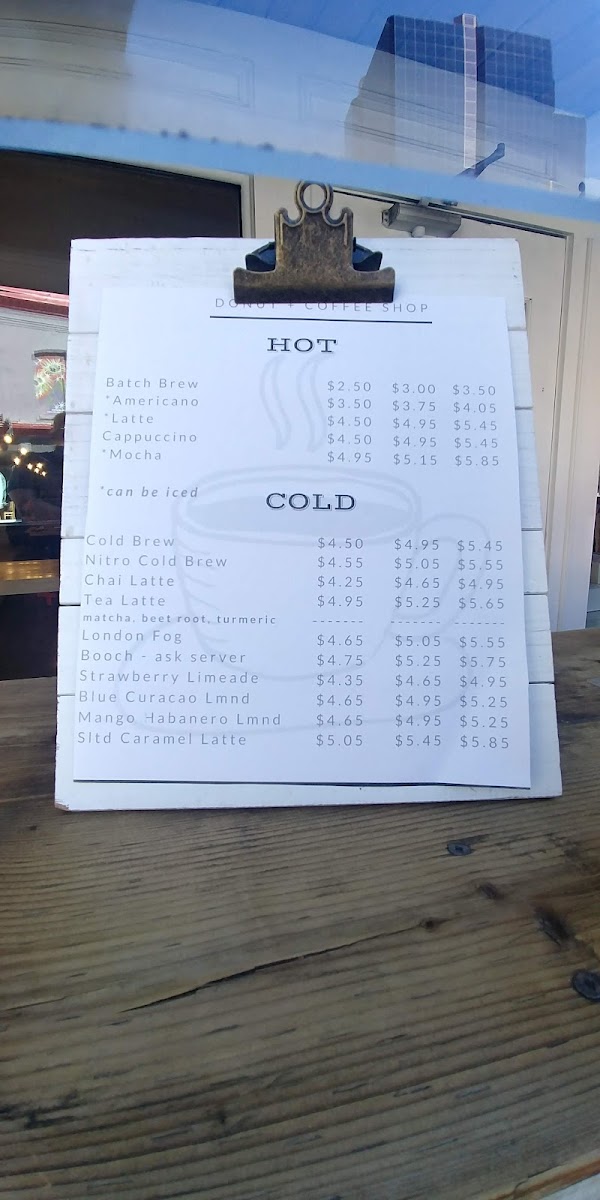 DONUT + COFFEE SHOP
HOT
Batch Brew $2.50 $3.00 $3.50
*Americano $3.50 $3.75 $4.05
*Latte $4.50 $4.95 $5.45
Cappuccino $4.50 $4.95 $5.45
*Mocha $4.95 $5.15 $5.85
*can be iced
COLD
Cold Brew $4.50 $4.95 $5.45
Nitro Cold Brew $4.55 $5.05 $5.55
Chai Latte $4.25 $4.65 $4.95
Tea Latte $4.95 $5.25 $5.65
matcha, beet root, turmeric ------- ------- -------
London Fog $4.65 $5.05 $5.55
Booch - ask server $4.75 $5.25 $5.75
Strawberry Limeade $4.35 $4.65 $4.95
Blue Curacao Lmnd $4.65 $4.95 $5.25
Mango Habanero Lmnd $4.65 $4.95 $5.25
Sltd Caramel Latte $5.05 $5.45 $5.85